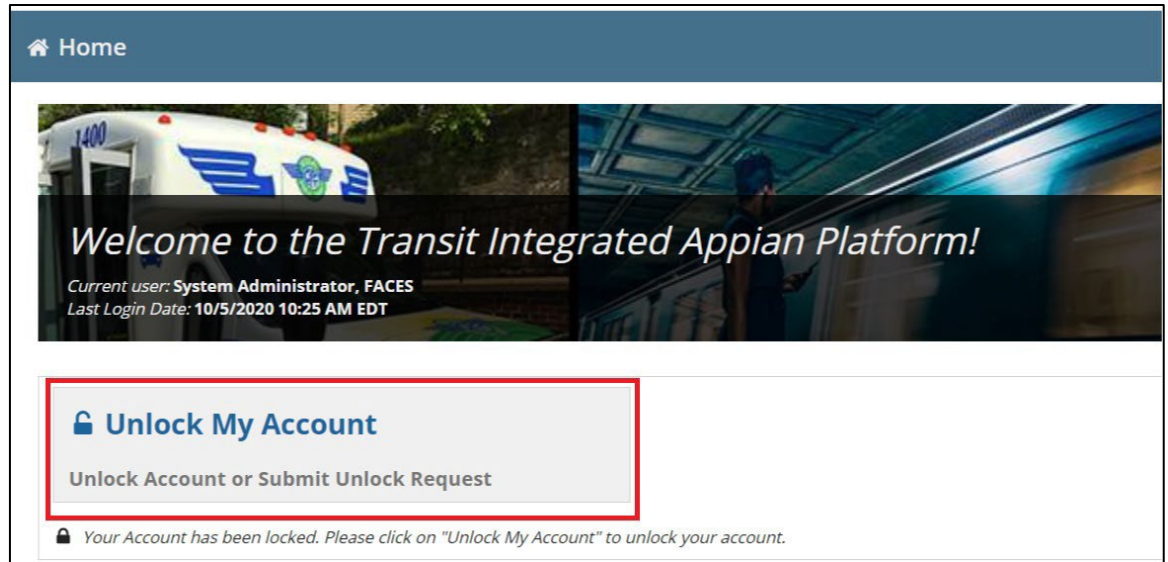 Home
1400
Welcome to the Transit Integrated Appian Platform!
Current user: System Administrator, FACES
Last Login Date: 10/5/2020 10:25 AM EDT
Unlock My Account
Unlock Account or Submit Unlock Request
Your Account has been locked. Please click on "Unlock My Account" to unlock your account.